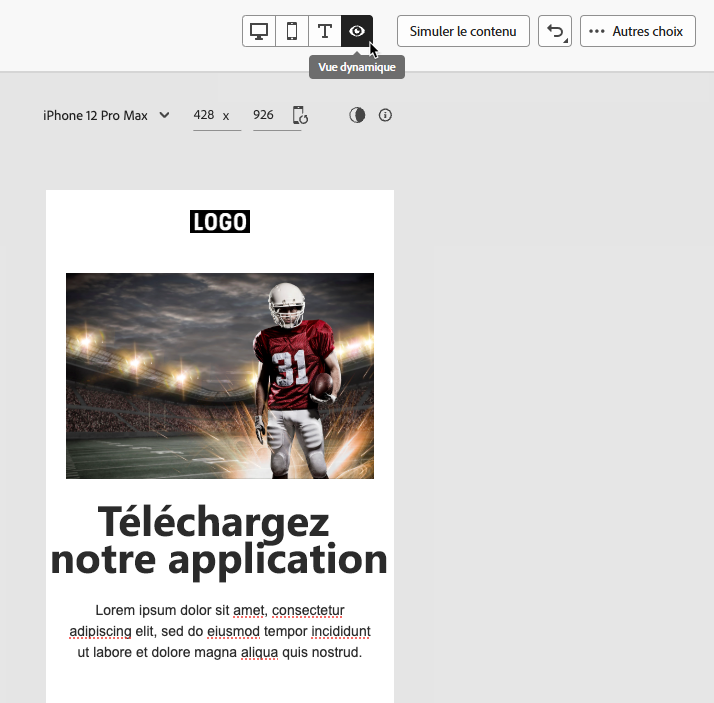 Simuler le contenu
Autres choix
Vue dynamique
iPhone 12 Pro Max
428 x 926
LOGO
31
Téléchargez
notre application
Lorem ipsum dolor sit amet, consectetur
adipiscing elit, sed do eiusmod tempor incididunt
ut labore et dolore magna aliqua quis nostrud.